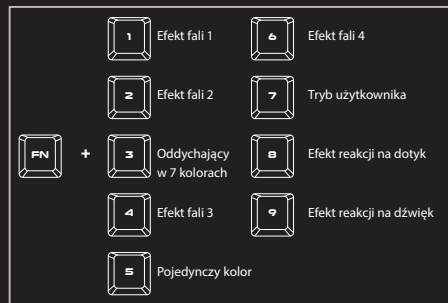 1 Efekt fali 1
2 Efekt fali 2
FN + 3 Oddychający
w 7 kolorach
4 Efekt fali 3
5 Pojedynczy kolor
6 Efekt fali 4
7 Tryb użytkownika
8 Efekt reakcji na dotyk
9 Efekt reakcji na dźwięk